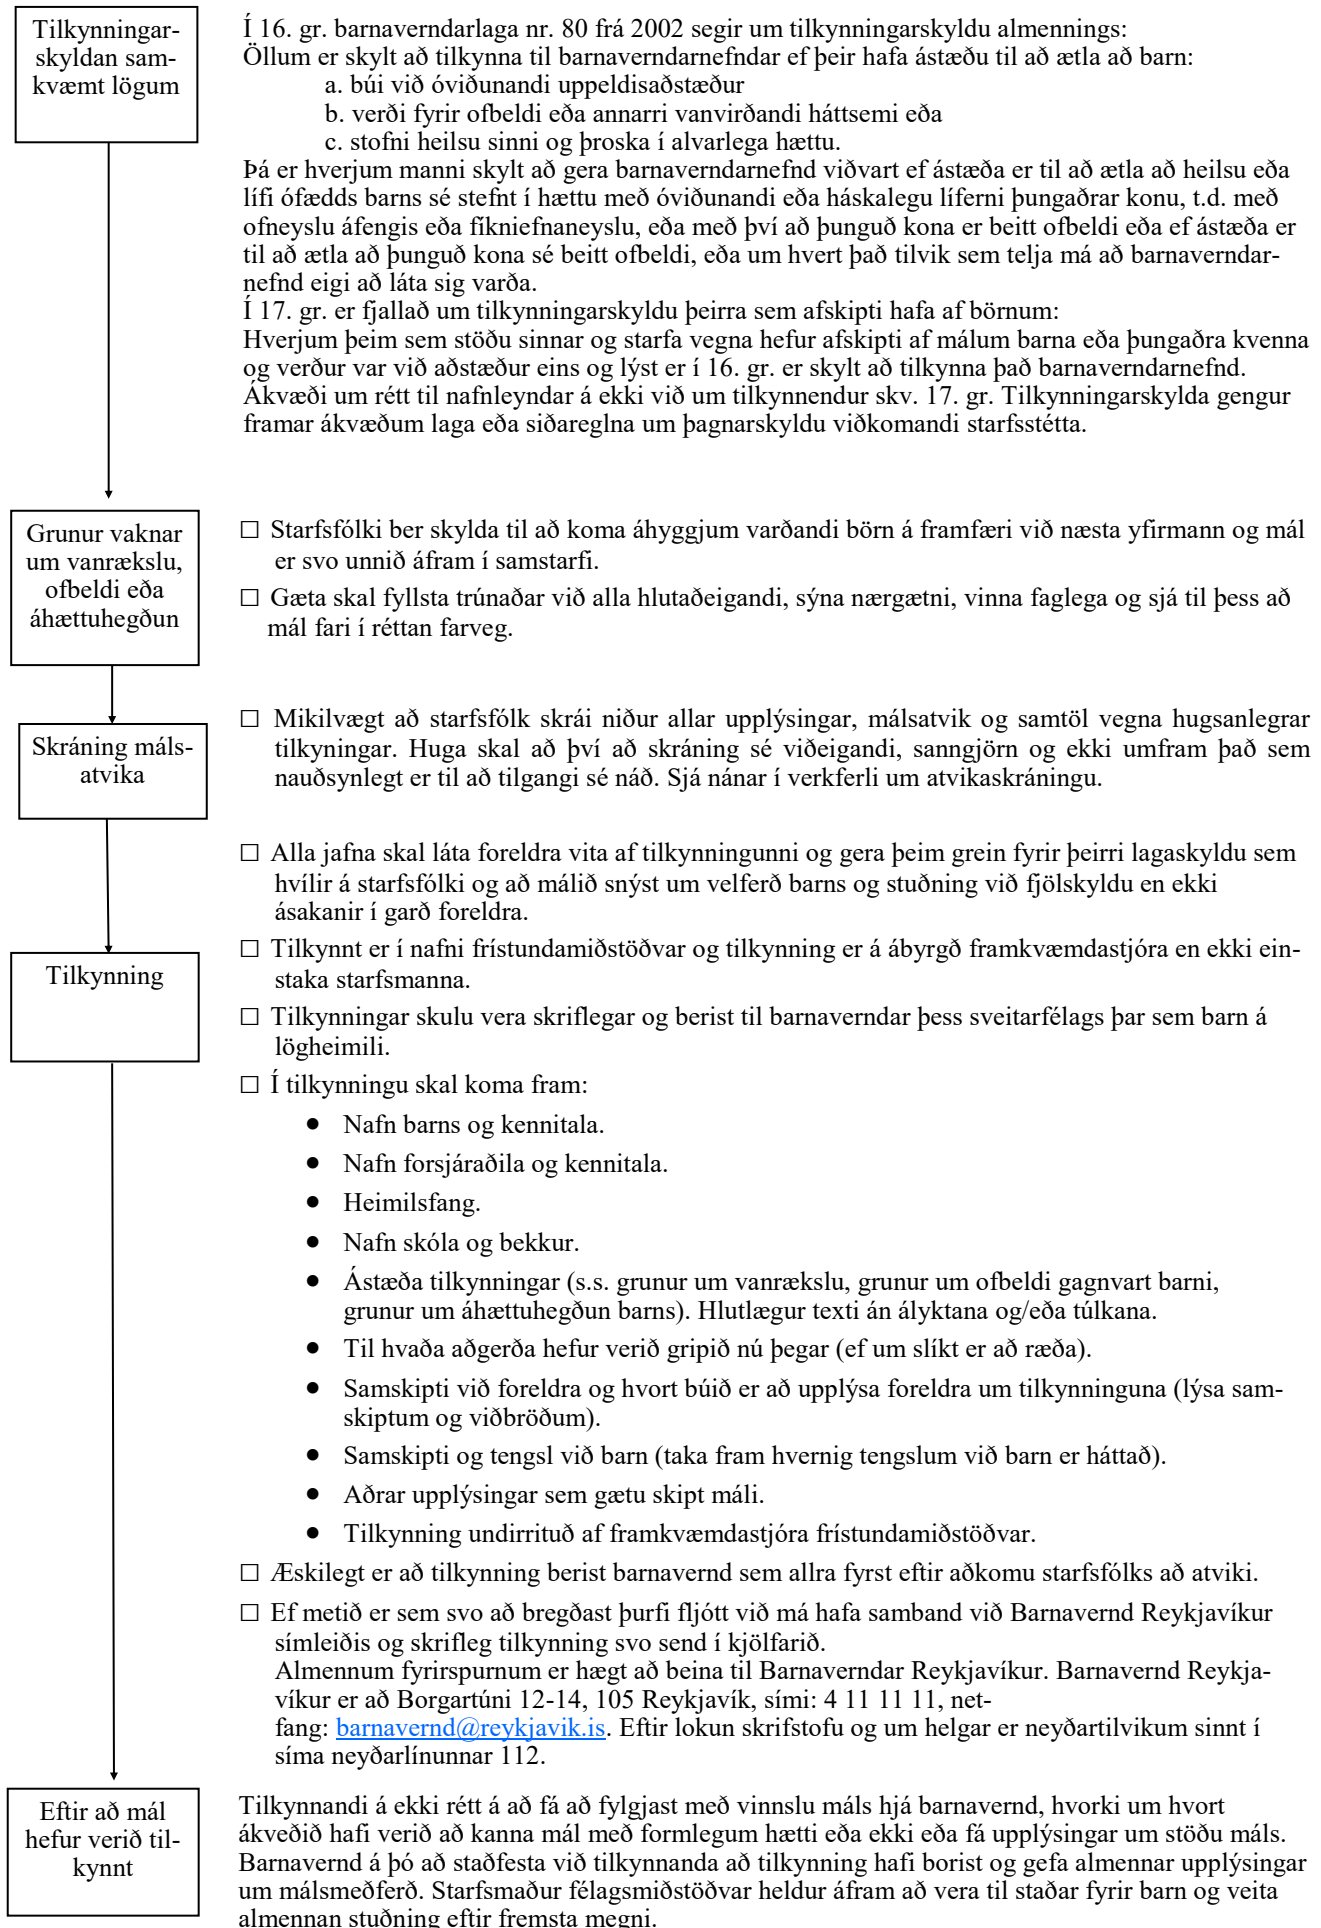 Tilkynningar-
skyldan sam-
kvæmt lögum
Í 16. gr. barnaverndarlaga nr. 80 frá 2002 segir um tilkynningarskyldu almennings:
Öllum er skylt að tilkynna til barnaverndarnefndar ef þeir hafa ástæðu til að ætla að barn:
a. búi við óviðunandi uppeldisaðstæður
b. verði fyrir ofbeldi eða annarri vanvirðandi háttsemi eða
c. stofni heilsu sinni og þroska í alvarlega hættu.
Þá er hverjum manni skylt að gera barnaverndarnefnd viðvart ef ástæða er til að ætla að heilsu eða
lífi ófædds barns sé stefnt í hættu með óviðunandi eða háskalegu líferni þungaðrar konu, t.d. með
ofneyslu áfengis eða fíkniefnaneyslu, eða með því að þunguð kona er beitt ofbeldi eða ef ástæða er
til að ætla að þunguð kona sé beitt ofbeldi, eða um hvert það tilvik sem telja má að barnaverndar-
nefnd eigi að láta sig varða.
Í 17. gr. er fjallað um tilkynningarskyldu þeirra sem afskipti hafa af börnum:
Hverjum þeim sem stöðu sinnar og starfa vegna hefur afskipti af málum barna eða þungaðra kvenna
og verður var við aðstæður eins og lýst er í 16. gr. er skylt að tilkynna það barnaverndarnefnd.
Ákvæði um rétt til nafnleyndar á ekki við um tilkynnendur skv. 17. gr. Tilkynningarskylda gengur
framar ákvæðum laga eða siðareglna um þagnarskyldu viðkomandi starfsstétta.
Grunur vaknar
um vanrækslu,
ofbeldi eða
áhættuhegðun
☐ Starfsfólki ber skylda til að koma áhyggjum varðandi börn á framfæri við næsta yfirmann og mál
er svo unnið áfram í samstarfi.
☐ Gæta skal fyllsta trúnaðar við alla hlutaðeigandi, sýna nærgætni, vinna faglega og sjá til þess að
mál fari í réttan farveg.
Skráning máls-
atvika
☐ Mikilvægt að starfsfólk skrái niður allar upplýsingar, málsatvik og samtöl vegna hugsanlegrar
tilkyningar. Huga skal að því að skráning sé viðeigandi, sanngjörn og ekki umfram það sem
nauðsynlegt er til að tilgangi sé náð. Sjá nánar í verkferli um atvikaskráningu.
☐ Alla jafna skal láta foreldra vita af tilkynningunni og gera þeim grein fyrir þeirri lagaskyldu sem
hvílir á starfsfólki og að málið snýst um velferð barns og stuðning við fjölskyldu en ekki
ásakanir í garð foreldra.
Tilkynning
☐ Tilkynnt er í nafni frístundamiðstöðvar og tilkynning er á ábyrgð framkvæmdastjóra en ekki ein-
staka starfsmanna.
☐ Tilkynningar skulu vera skriflegar og berist til barnaverndar þess sveitarfélags þar sem barn á
lögheimili.
☐ Í tilkynningu skal koma fram:
• Nafn barns og kennitala.
• Nafn forsjáraðila og kennitala.
• Heimilsfang.
• Nafn skóla og bekkur.
• Ástæða tilkynningar (s.s. grunur um vanrækslu, grunur um ofbeldi gagnvart barni,
grunur um áhættuhegðun barns). Hlutlægur texti án ályktana og/eða túlkana.
• Til hvaða aðgerða hefur verið gripið nú þegar (ef um slíkt er að ræða).
• Samskipti við foreldra og hvort búið er að upplýsa foreldra um tilkynninguna (lýsa sam-
skiptum og viðbröðum).
• Samskipti og tengsl við barn (taka fram hvernig tengslum við barn er háttað).
• Aðrar upplýsingar sem gætu skipt máli.
• Tilkynning undirrituð af framkvæmdastjóra frístundamiðstöðvar.
☐ Æskilegt er að tilkynning berist barnavernd sem allra fyrst eftir aðkomu starfsfólks að atviki.
☐ Ef metið er sem svo að bregðast þurfi fljótt við má hafa samband við Barnavernd Reykjavíkur
símleiðis og skrifleg tilkynning svo send í kjölfarið.
Almennum fyrirspurnum er hægt að beina til Barnaverndar Reykjavíkur. Barnavernd Reykja-
víkur er að Borgartúni 12-14, 105 Reykjavík, sími: 4 11 11 11, net-
fang: barnavernd@reykjavik.is. Eftir lokun skrifstofu og um helgar er neyðartilvikum sinnt í
síma neyðarlínunnar 112.
Eftir að mál
hefur verið til-
kynnt
Tilkynnandi á ekki rétt á að fá að fylgjast með vinnslu máls hjá barnavernd, hvorki um hvort
ákveðið hafi verið að kanna mál með formlegum hætti eða ekki eða fá upplýsingar um stöðu máls.
Barnavernd á þó að staðfesta við tilkynnanda að tilkynning hafi borist og gefa almennar upplýsingar
um málsmeðferð. Starfsmaður félagsmiðstöðvar heldur áfram að vera til staðar fyrir barn og veita
almennan stuðning eftir fremsta megni.